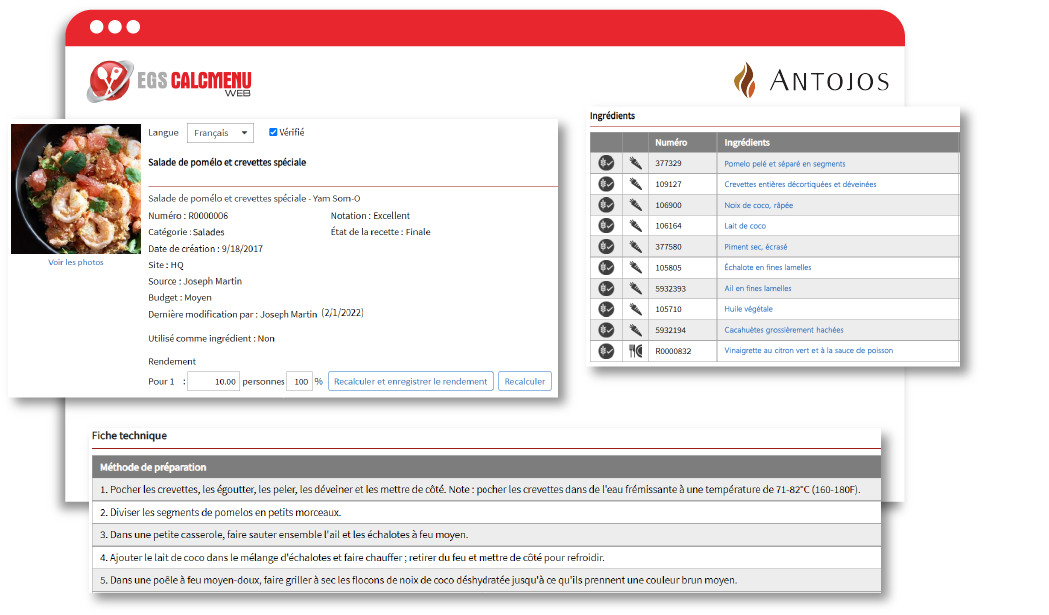 EGS CALCMENU
WEB
ANTOJOS
Langue Français Vérifié
Salade de pomélo et crevettes spéciale
Salade de pomélo et crevettes spéciale - Yam Som-O
Numéro : R0000006 Notation : Excellent
Catégorie : Salades État de la recette : Finale
Date de création : 9/18/2017
Site : HQ
Source : Joseph Martin
Budget : Moyen
Dernière modification par : Joseph Martin (2/1/2022)
Utilisé comme ingrédient : Non
Rendement
Pour 1 : 10.00 personnes 100 % Recalculer et enregistrer le rendement Recalculer
Voir les photos
Ingrédients
Numéro Ingrédients
377329 Pomelo pelé et séparé en segments
109127 Crevettes entières décortiquées et déveinées
106900 Noix de coco, râpée
106164 Lait de coco
377580 Piment sec, écrasé
105805 Échalote en fines lamelles
5932393 Ail en fines lamelles
105710 Huile végétale
5932194 Cacahuètes grossièrement hachées
R0000832 Vinaigrette au citron vert et à la sauce de poisson
Fiche technique
Méthode de préparation
1. Pocher les crevettes, les égoutter, les peler, les déveiner et les mettre de côté. Note : pocher les crevettes dans de l'eau frémissante à une température de 71-82°C (160-180F).
2. Diviser les segments de pomelos en petits morceaux.
3. Dans une petite casserole, faire sauter ensemble l'ail et les échalotes à feu moyen.
4. Ajouter le lait de coco dans le mélange d'échalotes et faire chauffer ; retirer du feu et mettre de côté pour refroidir.
5. Dans une poêle à feu moyen-doux, faire griller à sec les flocons de noix de coco déshydratée jusqu'à ce qu'ils prennent une couleur brun moyen.